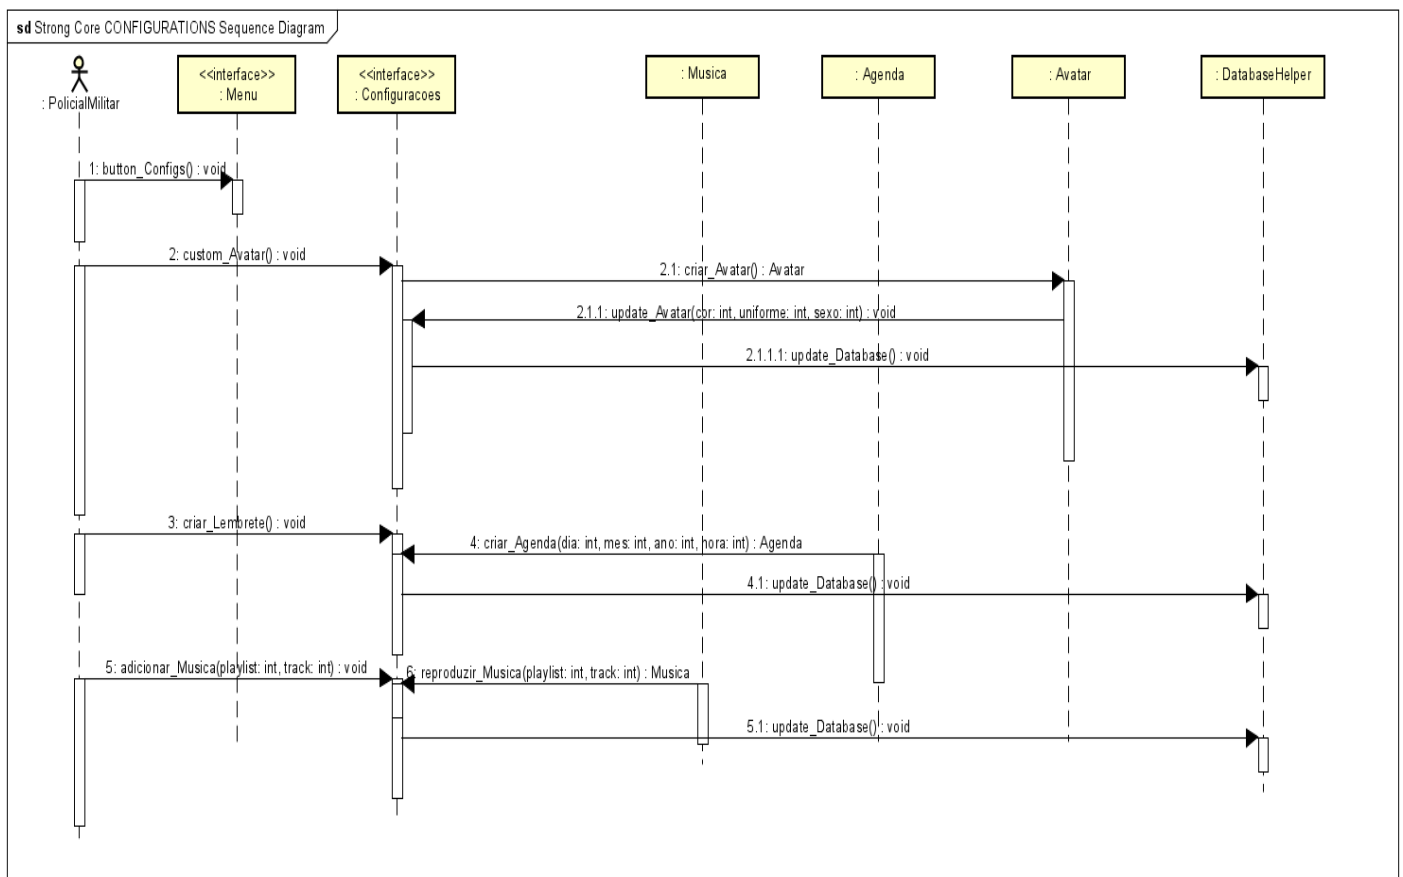 sd Strong Core CONFIGURATIONS Sequence Diagram
: PolicialMilitar
<<interface>>
: Menu
<<interface>>
: Configuracoes
: Musica
: Agenda
: Avatar
: DatabaseHelper
1: button_Configs() : void
2: custom_Avatar() : void
2.1: criar_Avatar() : Avatar
2.1.1: update_Avatar(cor: int, uniforme: int, sexo: int) : void
2.1.1.1: update_Database() : void
3: criar_Lembrete() : void
4: criar_Agenda(dia: int, mes: int, ano: int, hora: int) : Agenda
4.1: update_Database() : void
5: adicionar_Musica(playlist: int, track: int) : void
6: reproduzir_Musica(playlist: int, track: int) : Musica
5.1: update_Database() : void